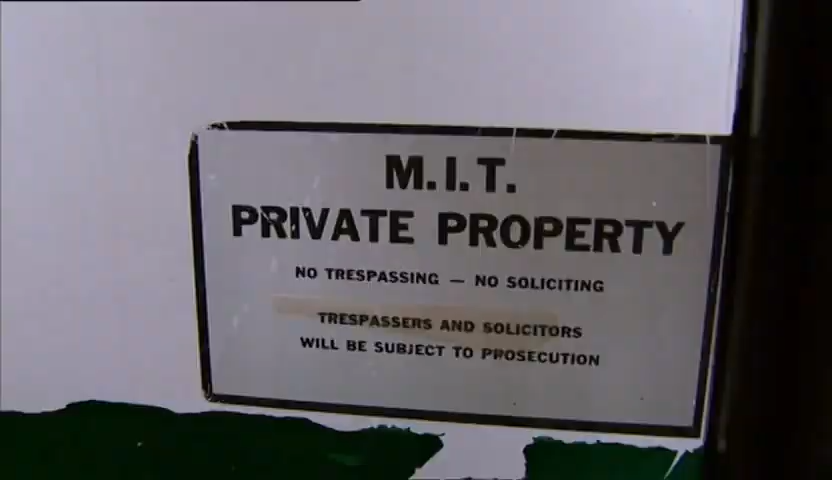 M.I.T.
PRIVATE PROPERTY
NO TRESPASSING — NO SOLICITING
TRESPASSERS AND SOLICITORS
WILL BE SUBJECT TO PROSECUTION